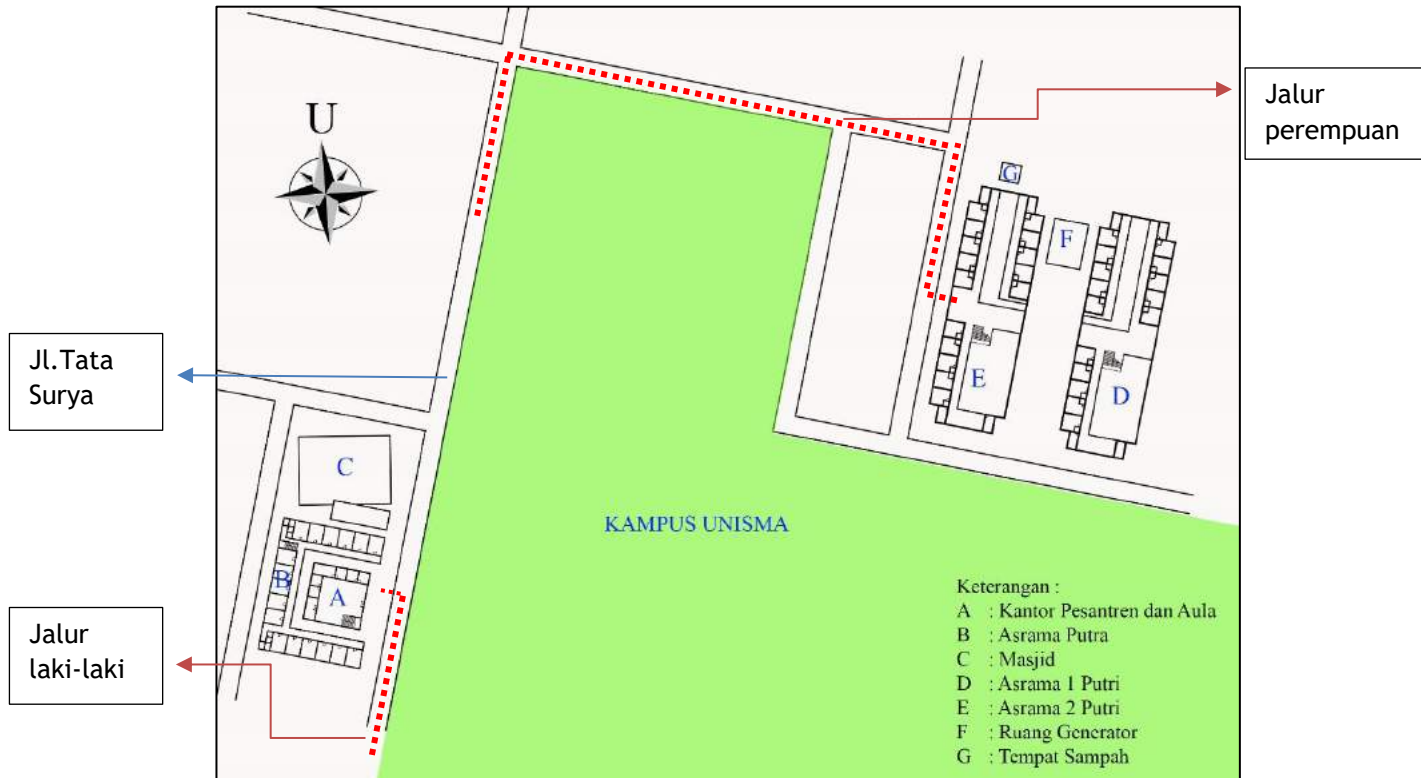 U
Jalur
perempuan
G
F
Jl.Tata
Surya
E
D
C
KAMPUS UNISMA
B
A
Jalur
laki-laki
Keterangan :
A : Kantor Pesantren dan Aula
B : Asrama Putra
C : Masjid
D : Asrama 1 Putri
E : Asrama 2 Putri
F : Ruang Generator
G : Tempat Sampah